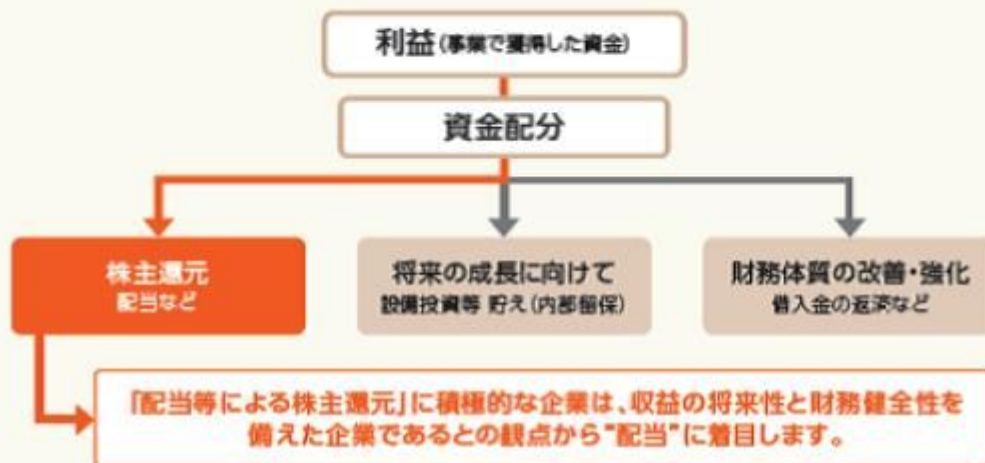 利益(事業で獲得した資金)
資金配分
株主還元
配当など
将来の成長に向けて
設備投資等 貯え(内部留保)
財務体質の改善・強化
借入金の返済など
「配当等による株主還元」に積極的な企業は、収益の将来性と財務健全性を
備えた企業であるとの観点から"配当"に着目します。